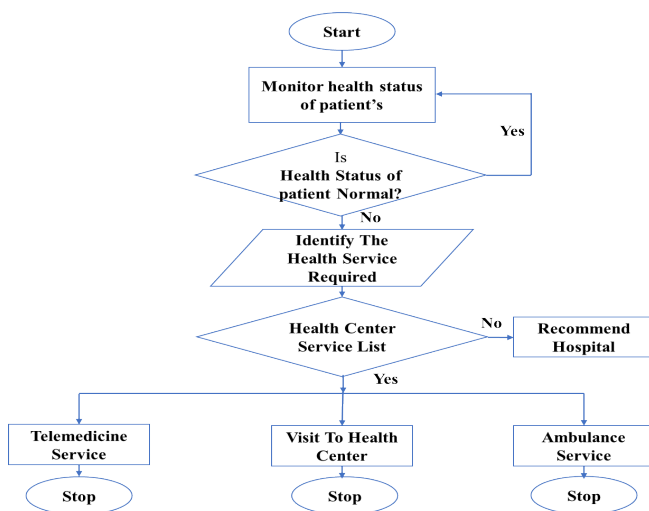 Start
Monitor health status
of patient's
Yes
Is
Health Status of
patient Normal?
No
Identify The
Health Service
Required
Health Center
Service List
No
Recommend
Hospital
Yes
Telemedicine
Service
Visit To Health
Center
Ambulance
Service
Stop
Stop
Stop